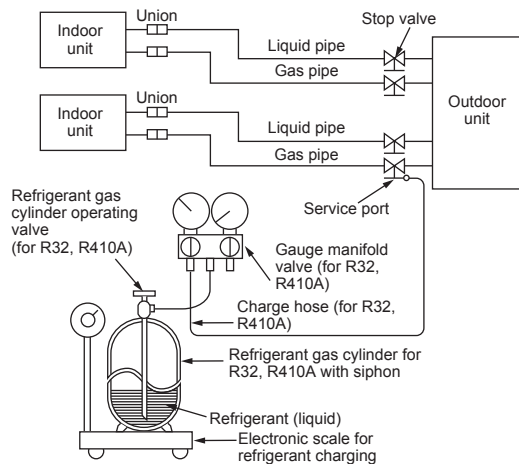 Indoor
unit
Union
Liquid pipe
Gas pipe
Stop valve
Indoor
unit
Union
Liquid pipe
Gas pipe
Outdoor
unit
Service port
Refrigerant gas
cylinder operating
valve
(for R32, R410A)
Gauge manifold
valve (for R32,
R410A)
Charge hose (for R32,
R410A)
Refrigerant gas cylinder for
R32, R410A with siphon
Refrigerant (liquid)
Electronic scale for
refrigerant charging